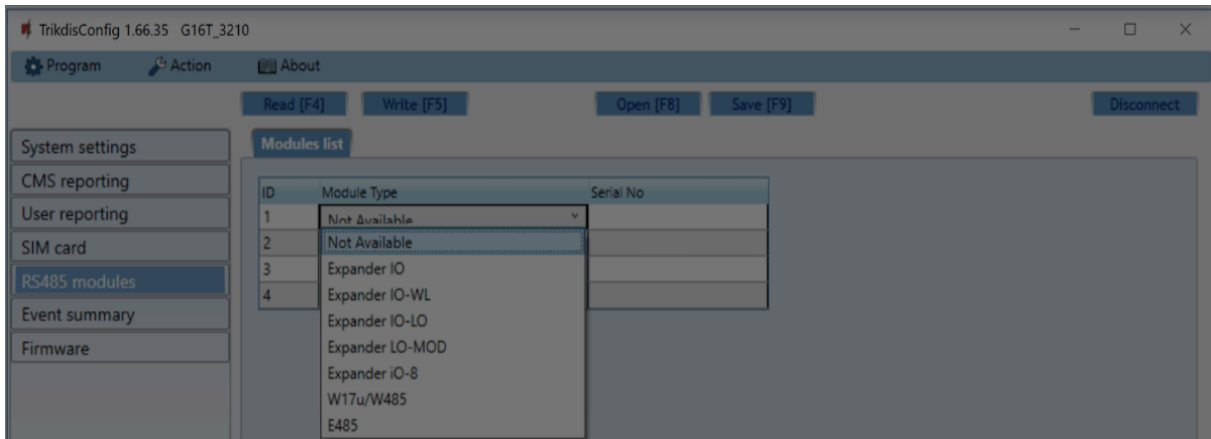 TrikdisConfig 1.66.35 G16T_3210
Program Action About
Read [F4] Write [F5] Open [F8] Save [F9] Disconnect
System settings
CMS reporting
User reporting
SIM card
RS485 modules
Event summary
Firmware
Modules list
ID Module Type Serial No
1 Not Available
2
3
4
Not Available
Expander IO
Expander IO-WL
Expander IO-LO
Expander LO-MOD
Expander iO-8
W17u/W485
E485